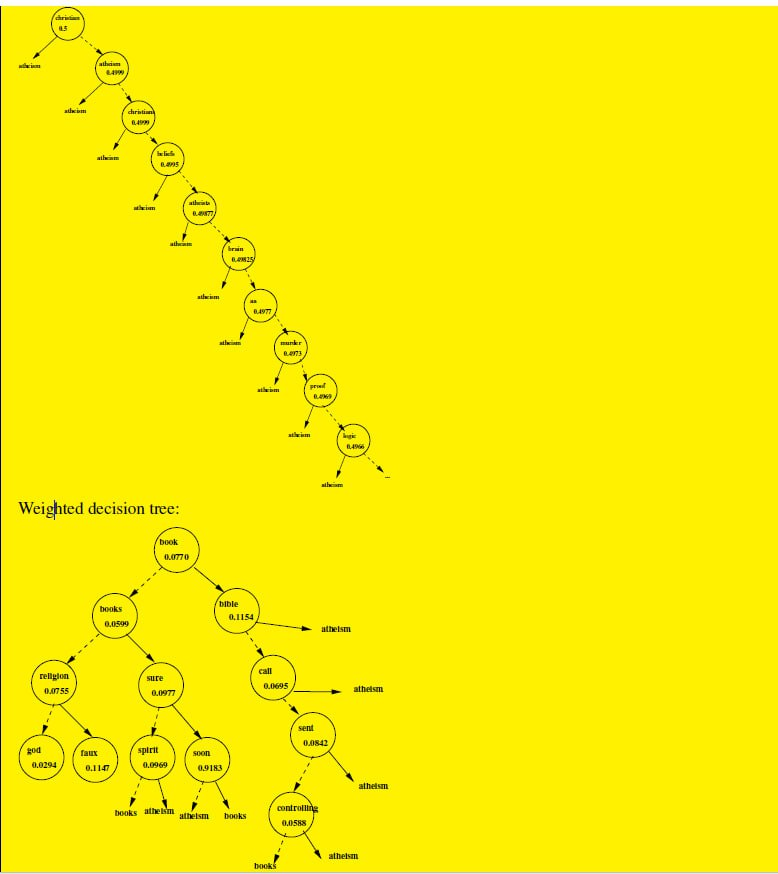 christian
0.5
atheism
atheism
0.4999
atheism
christians
0.4999
atheism
beliefs
0.4995
atheism
atheists
0.49877
atheism
brain
0.49825
atheism
aa
0.4977
atheism
murder
0.4973
atheism
proof
0.4969
atheism
logic
0.4966
atheism
...
Weighted decision tree:
book
0.0770
books
0.0599
bible
0.1154
atheism
religion
0.0755
sure
0.0977
call
0.0695
atheism
god
0.0294
faux
0.1147
spirit
0.0969
soon
0.9183
sent
0.0842
atheism
books
atheism
atheism
books
controlling
0.0588
books
atheism